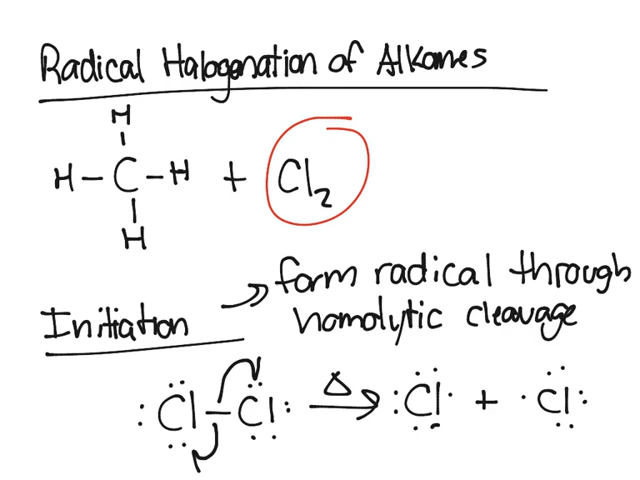 Radical Halogenation of Alkanes
H
H – C – H + Cl₂
H
form radical through
Initiation → homolytic cleavage
:Cl – Cl: Δ→ :Cl· + ·Cl: